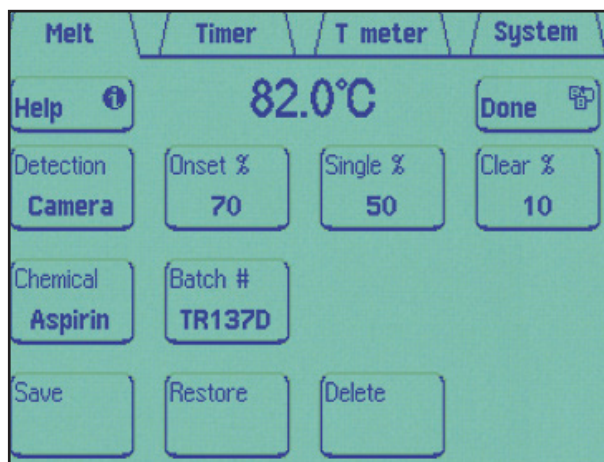 Melt Timer T meter System
Help 82.0°C Done
Detection Onset % Single % Clear %
Camera 70 50 10
Chemical Batch #
Aspirin TR137D
Save Restore Delete